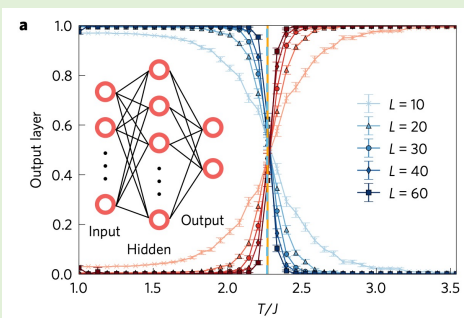 a
Output layer
1.0
0.8
0.6
0.4
0.2
0.0
Input
Hidden
Output
L = 10
L = 20
L = 30
L = 40
L = 60
1.0 1.5 2.0 2.5 3.0 3.5
T/J